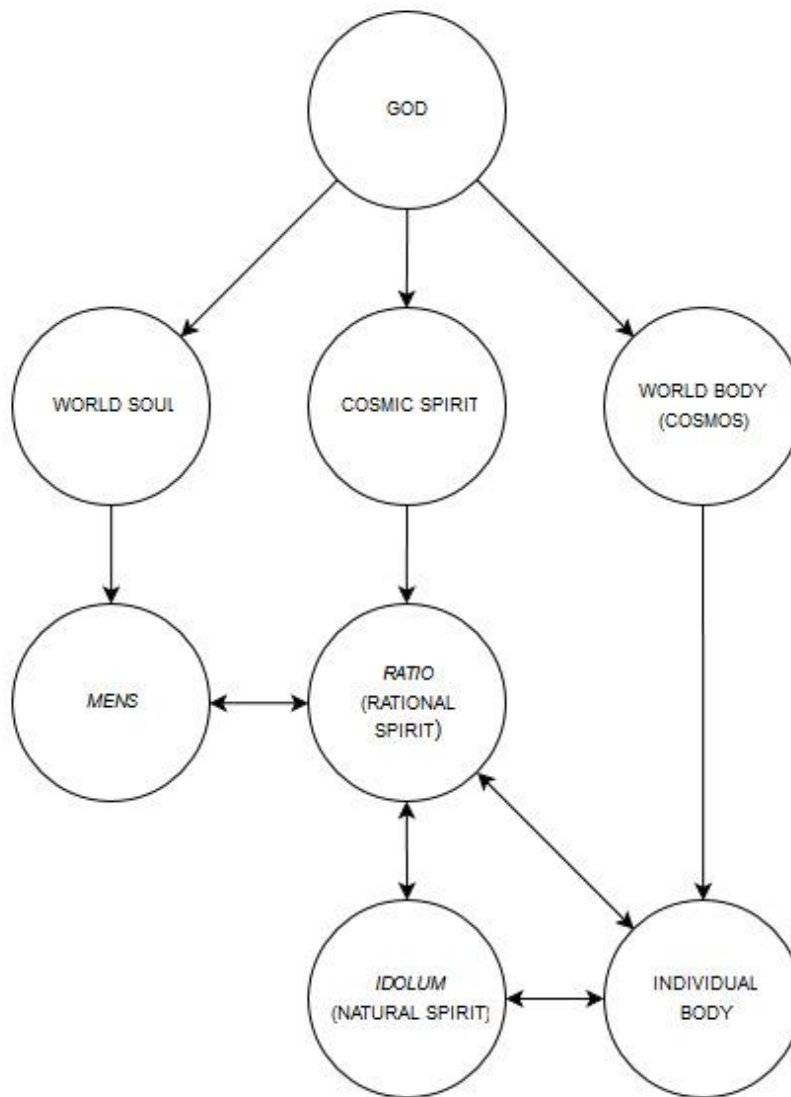 GOD
WORLD SOUL
COSMIC SPIRIT
WORLD BODY
(COSMOS)
MENS
RATIO
(RATIONAL
SPIRIT)
IDOLUM
(NATURAL SPIRIT)
INDIVIDUAL
BODY